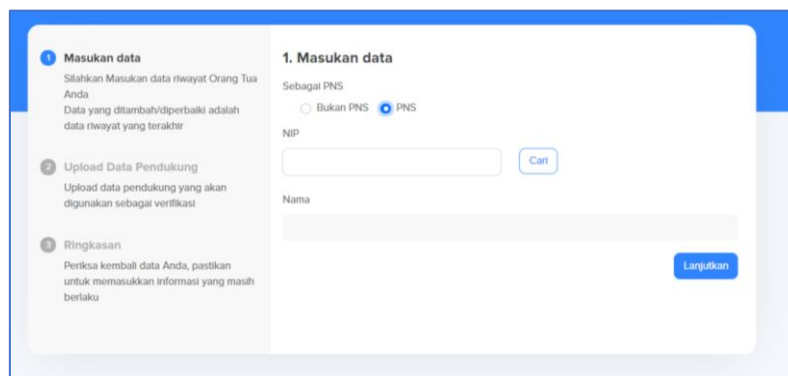 1 Masukan data
Silahkan Masukan data riwayat Orang Tua
Anda
Data yang ditambah/diperbaiki adalah
data riwayat yang terakhir
2 Upload Data Pendukung
Upload data pendukung yang akan
digunakan sebagai verifikasi
3 Ringkasan
Periksa kembali data Anda, pastikan
untuk memasukkan informasi yang masih
berlaku
1. Masukan data
Sebagai PNS
Bukan PNS PNS
NIP
Cari
Nama
Lanjutkan